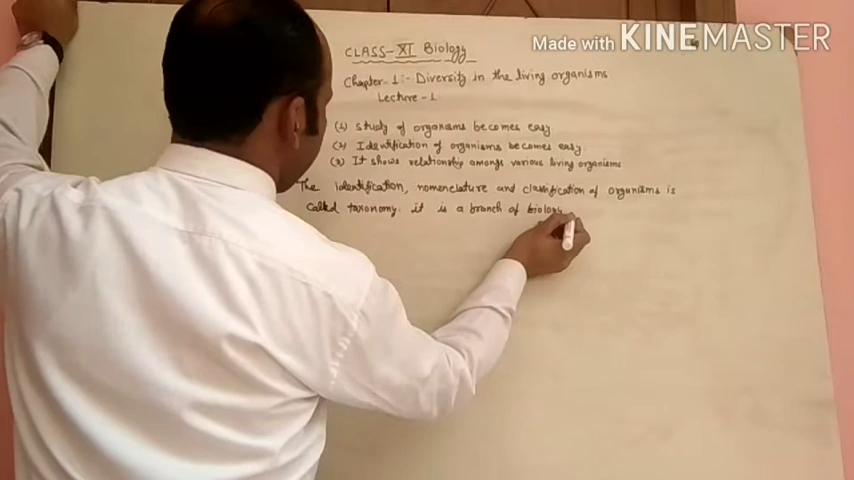 Made with KINEMASTER
CLASS-XI Biology
Chapter-1:- Diversity in the living organisms
Lecture-1
(1) Study of organisms becomes easy
(2) Identification of organisms becomes easy.
(3) It shows relationship amongs various living organisms
The identification, nomenclature and classification of organisms is
called taxonomy. it is a branch of biology